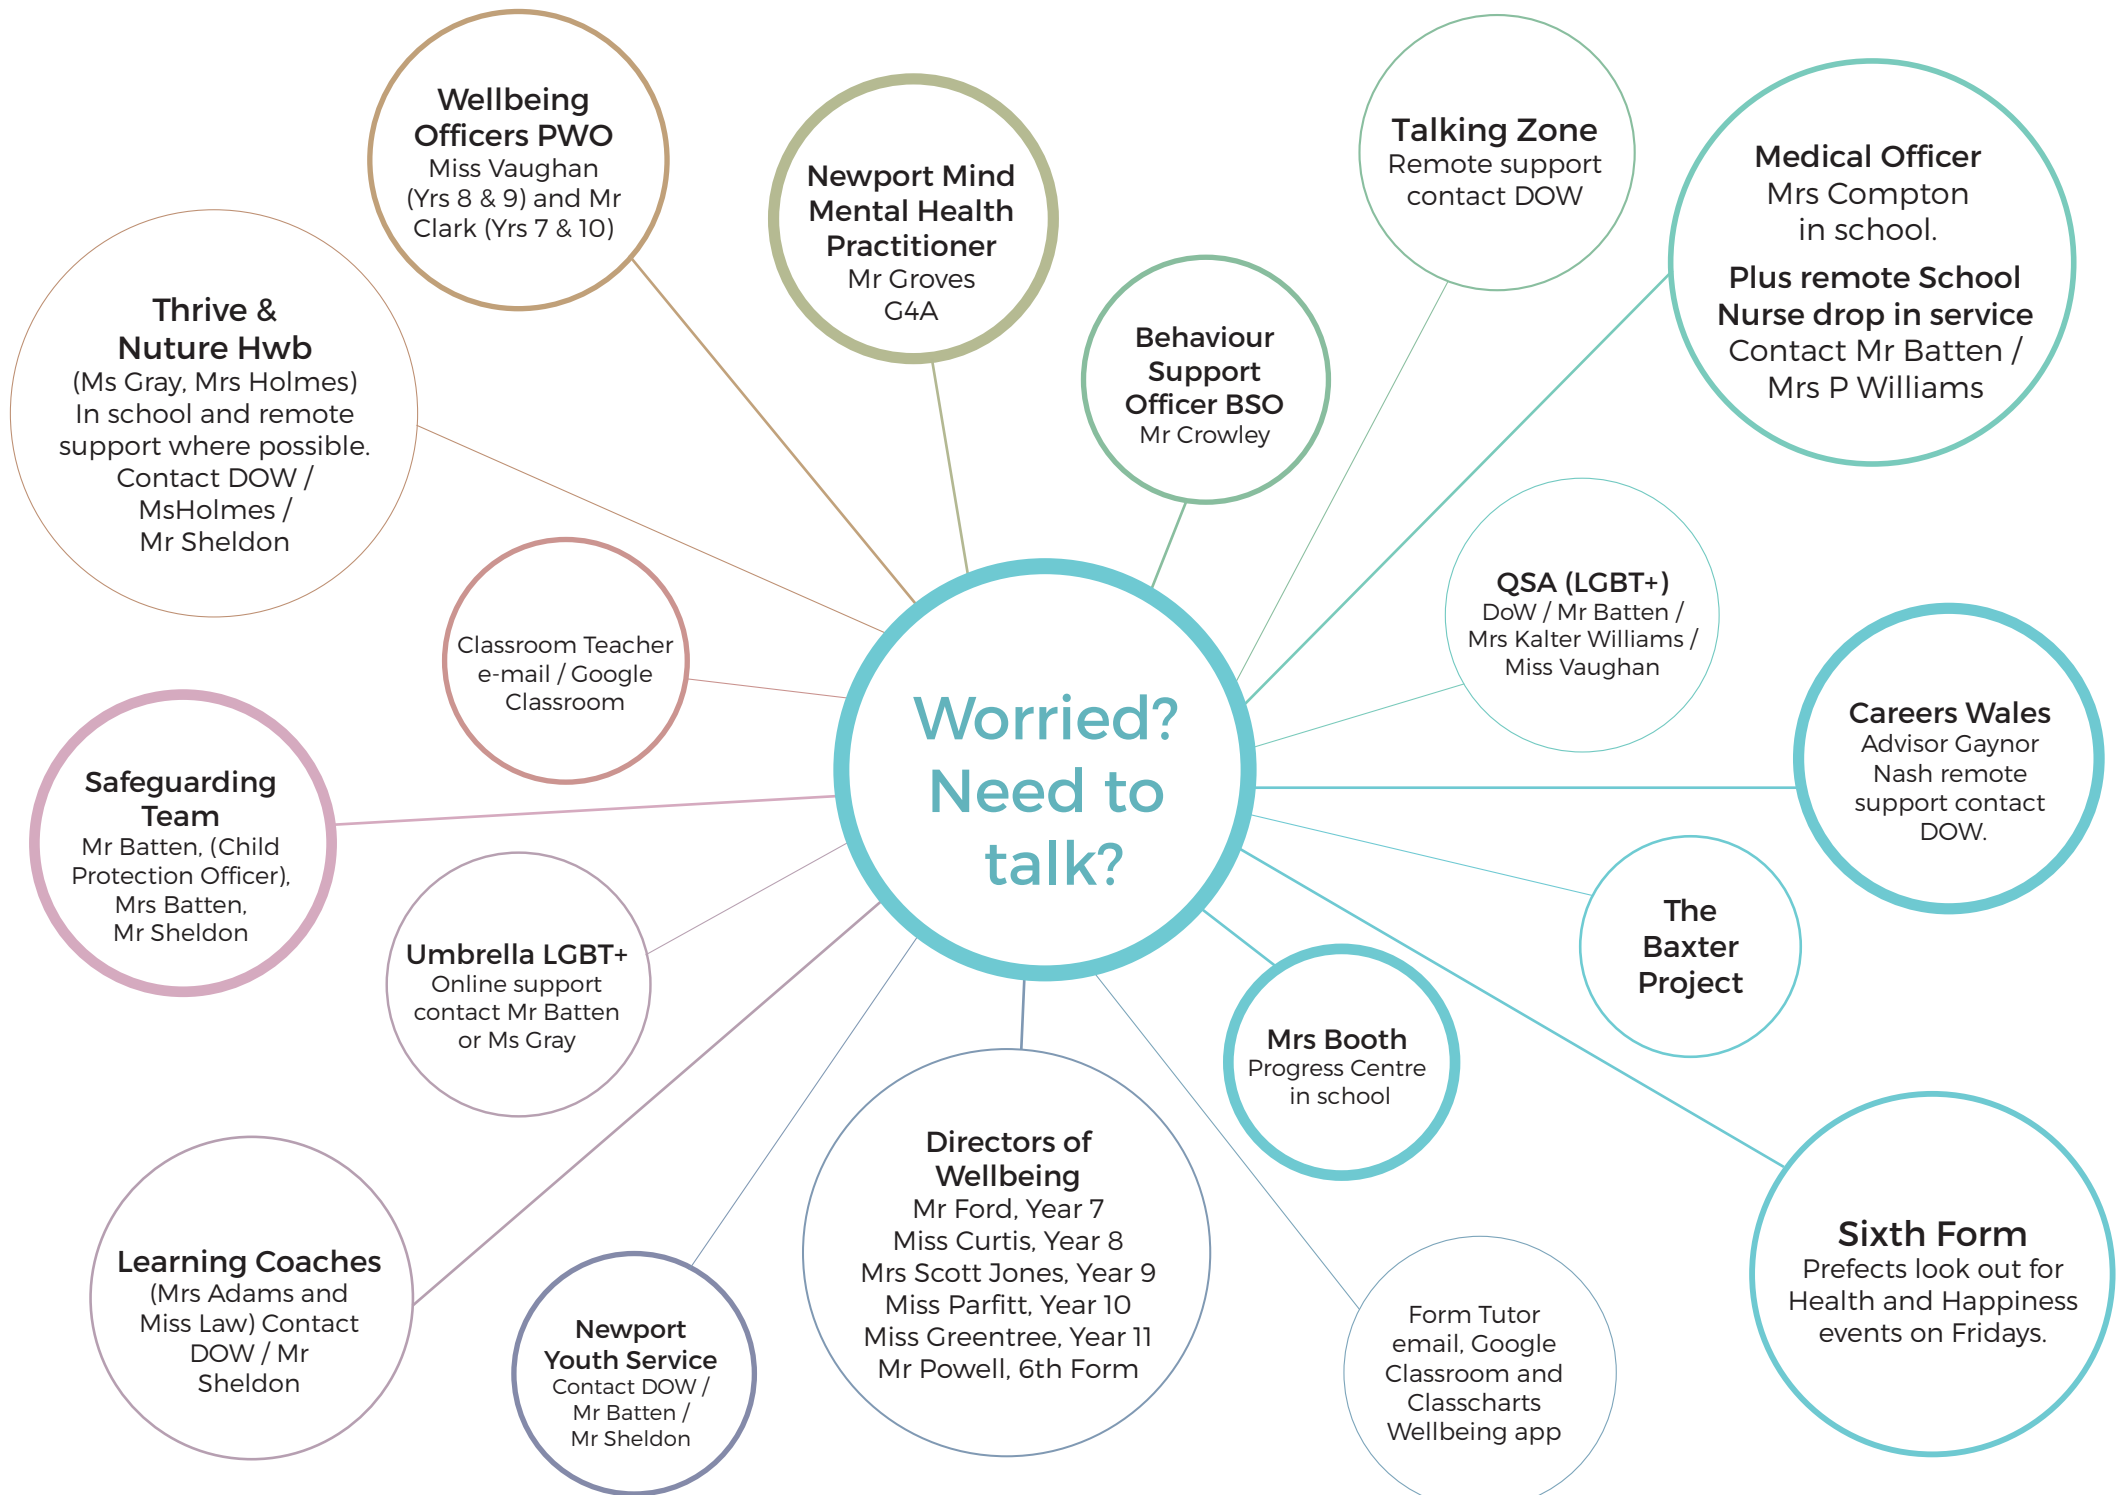 Wellbeing
Officers PWO
Miss Vaughan
(Yrs 8 & 9) and Mr
Clark (Yrs 7 & 10)
Newport Mind
Mental Health
Practitioner
Mr Groves
G4A
Talking Zone
Remote support
contact DOW
Medical Officer
Mrs Compton
in school.
Plus remote School
Nurse drop in service
Contact Mr Batten /
Mrs P Williams
Thrive &
Nuture Hwb
(Ms Gray, Mrs Holmes)
In school and remote
support where possible.
Contact DOW /
MsHolmes /
Mr Sheldon
Behaviour
Support
Officer BSO
Mr Crowley
Classroom Teacher
e-mail / Google
Classroom
QSA (LGBT+)
DoW / Mr Batten /
Mrs Kalter Williams /
Miss Vaughan
Worried?
Need to
talk?
Careers Wales
Advisor Gaynor
Nash remote
support contact
DOW.
Safeguarding
Team
Mr Batten, (Child
Protection Officer),
Mrs Batten,
Mr Sheldon
Umbrella LGBT+
Online support
contact Mr Batten
or Ms Gray
The
Baxter
Project
Mrs Booth
Progress Centre
in school
Learning Coaches
(Mrs Adams and
Miss Law) Contact
DOW / Mr
Sheldon
Newport
Youth Service
Contact DOW /
Mr Batten /
Mr Sheldon
Directors of
Wellbeing
Mr Ford, Year 7
Miss Curtis, Year 8
Mrs Scott Jones, Year 9
Miss Parfitt, Year 10
Miss Greentree, Year 11
Mr Powell, 6th Form
Form Tutor
email, Google
Classroom and
Classcharts
Wellbeing app
Sixth Form
Prefects look out for
Health and Happiness
events on Fridays.